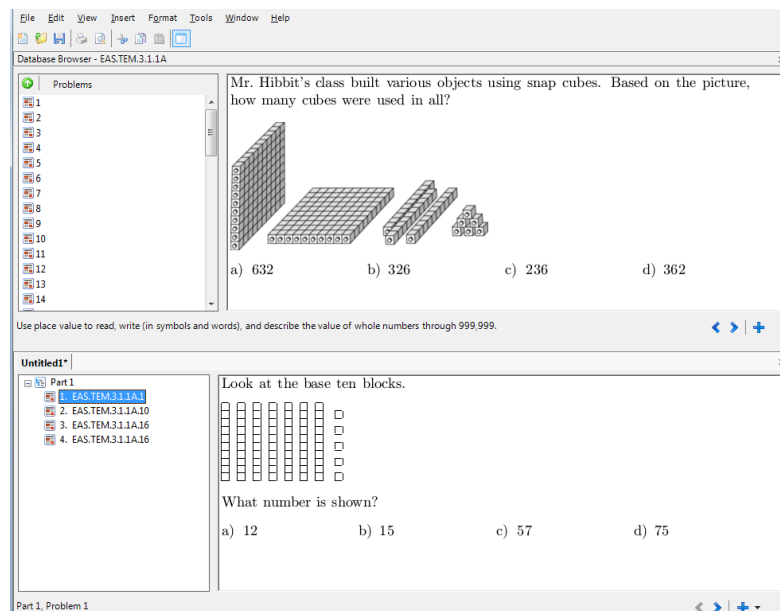 File Edit View Insert Format Tools Window Help
Database Browser - EAS.TEM.3.1.1A
Problems
1
2
3
4
5
6
7
8
9
10
11
12
13
14
Mr. Hibbit's class built various objects using snap cubes. Based on the picture,
how many cubes were used in all?
a) 632 b) 326 c) 236 d) 362
Use place value to read, write (in symbols and words), and describe the value of whole numbers through 999,999.
Untitled1*
Part 1
1. EAS.TEM.3.1.1A.1
2. EAS.TEM.3.1.1A.10
3. EAS.TEM.3.1.1A.16
4. EAS.TEM.3.1.1A.16
Look at the base ten blocks.
What number is shown?
a) 12 b) 15 c) 57 d) 75
Part 1, Problem 1